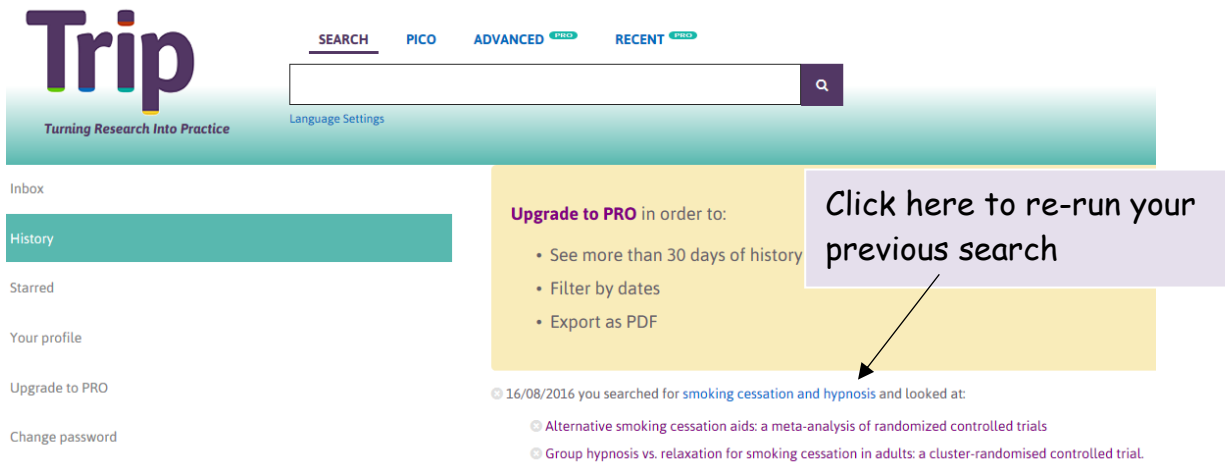 Trip
Turning Research Into Practice
SEARCH PICO ADVANCED PRO RECENT PRO
Language Settings
Inbox
History
Starred
Your profile
Upgrade to PRO
Change password
Upgrade to PRO in order to:
• See more than 30 days of history
• Filter by dates
• Export as PDF
Click here to re-run your
previous search
16/08/2016 you searched for smoking cessation and hypnosis and looked at:
Alternative smoking cessation aids: a meta-analysis of randomized controlled trials
Group hypnosis vs. relaxation for smoking cessation in adults: a cluster-randomised controlled trial.